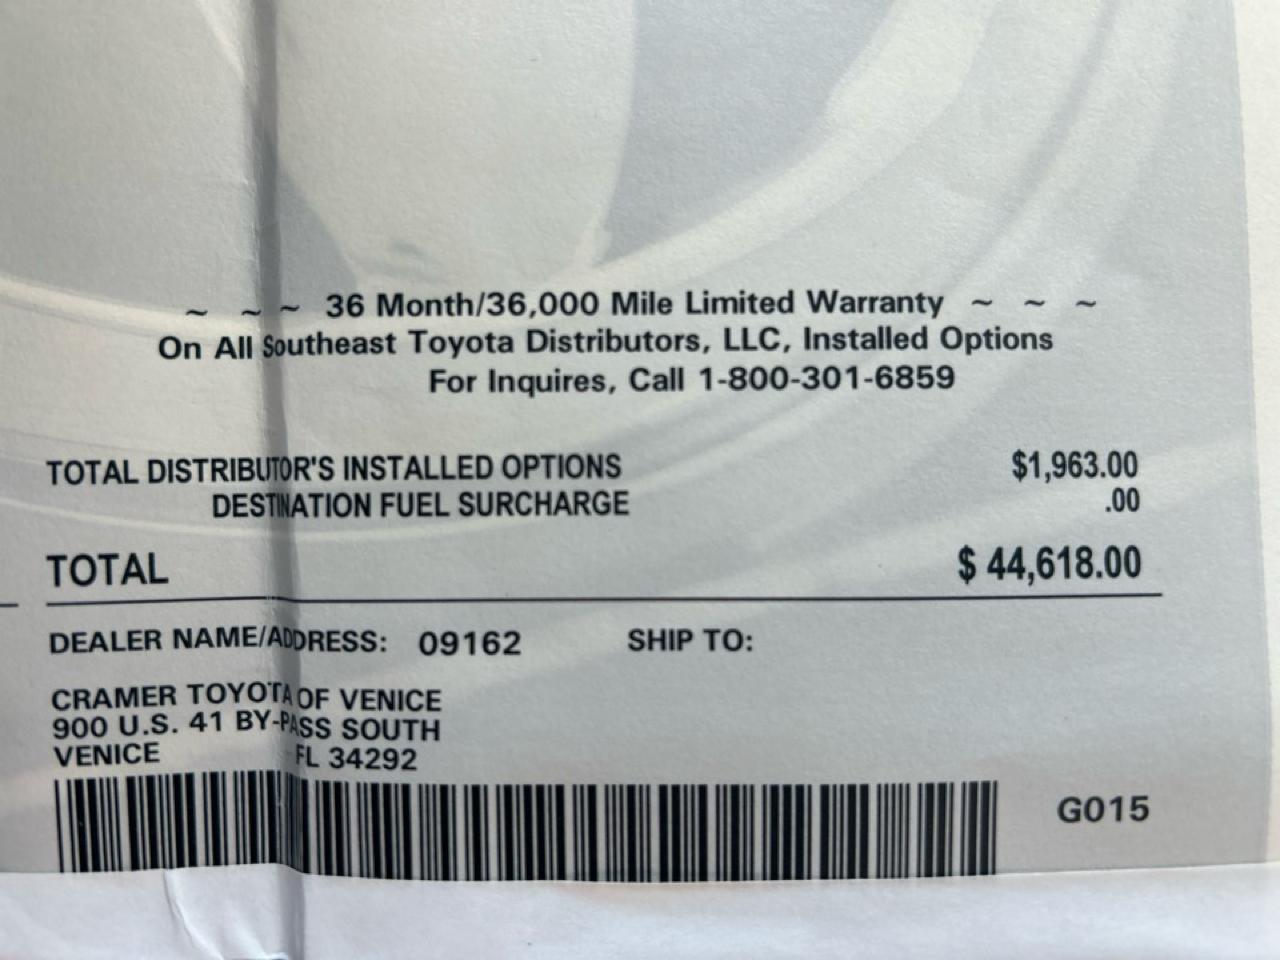 ~ ~ ~ 36 Month/36,000 Mile Limited Warranty ~ ~ ~
On All Southeast Toyota Distributors, LLC, Installed Options
For Inquires, Call 1-800-301-6859
TOTAL DISTRIBUTOR'S INSTALLED OPTIONS $1,963.00
DESTINATION FUEL SURCHARGE .00
TOTAL $ 44,618.00
DEALER NAME/ADDRESS: 09162 SHIP TO:
CRAMER TOYOTA OF VENICE
900 U.S. 41 BY-PASS SOUTH
VENICE FL 34292
G015